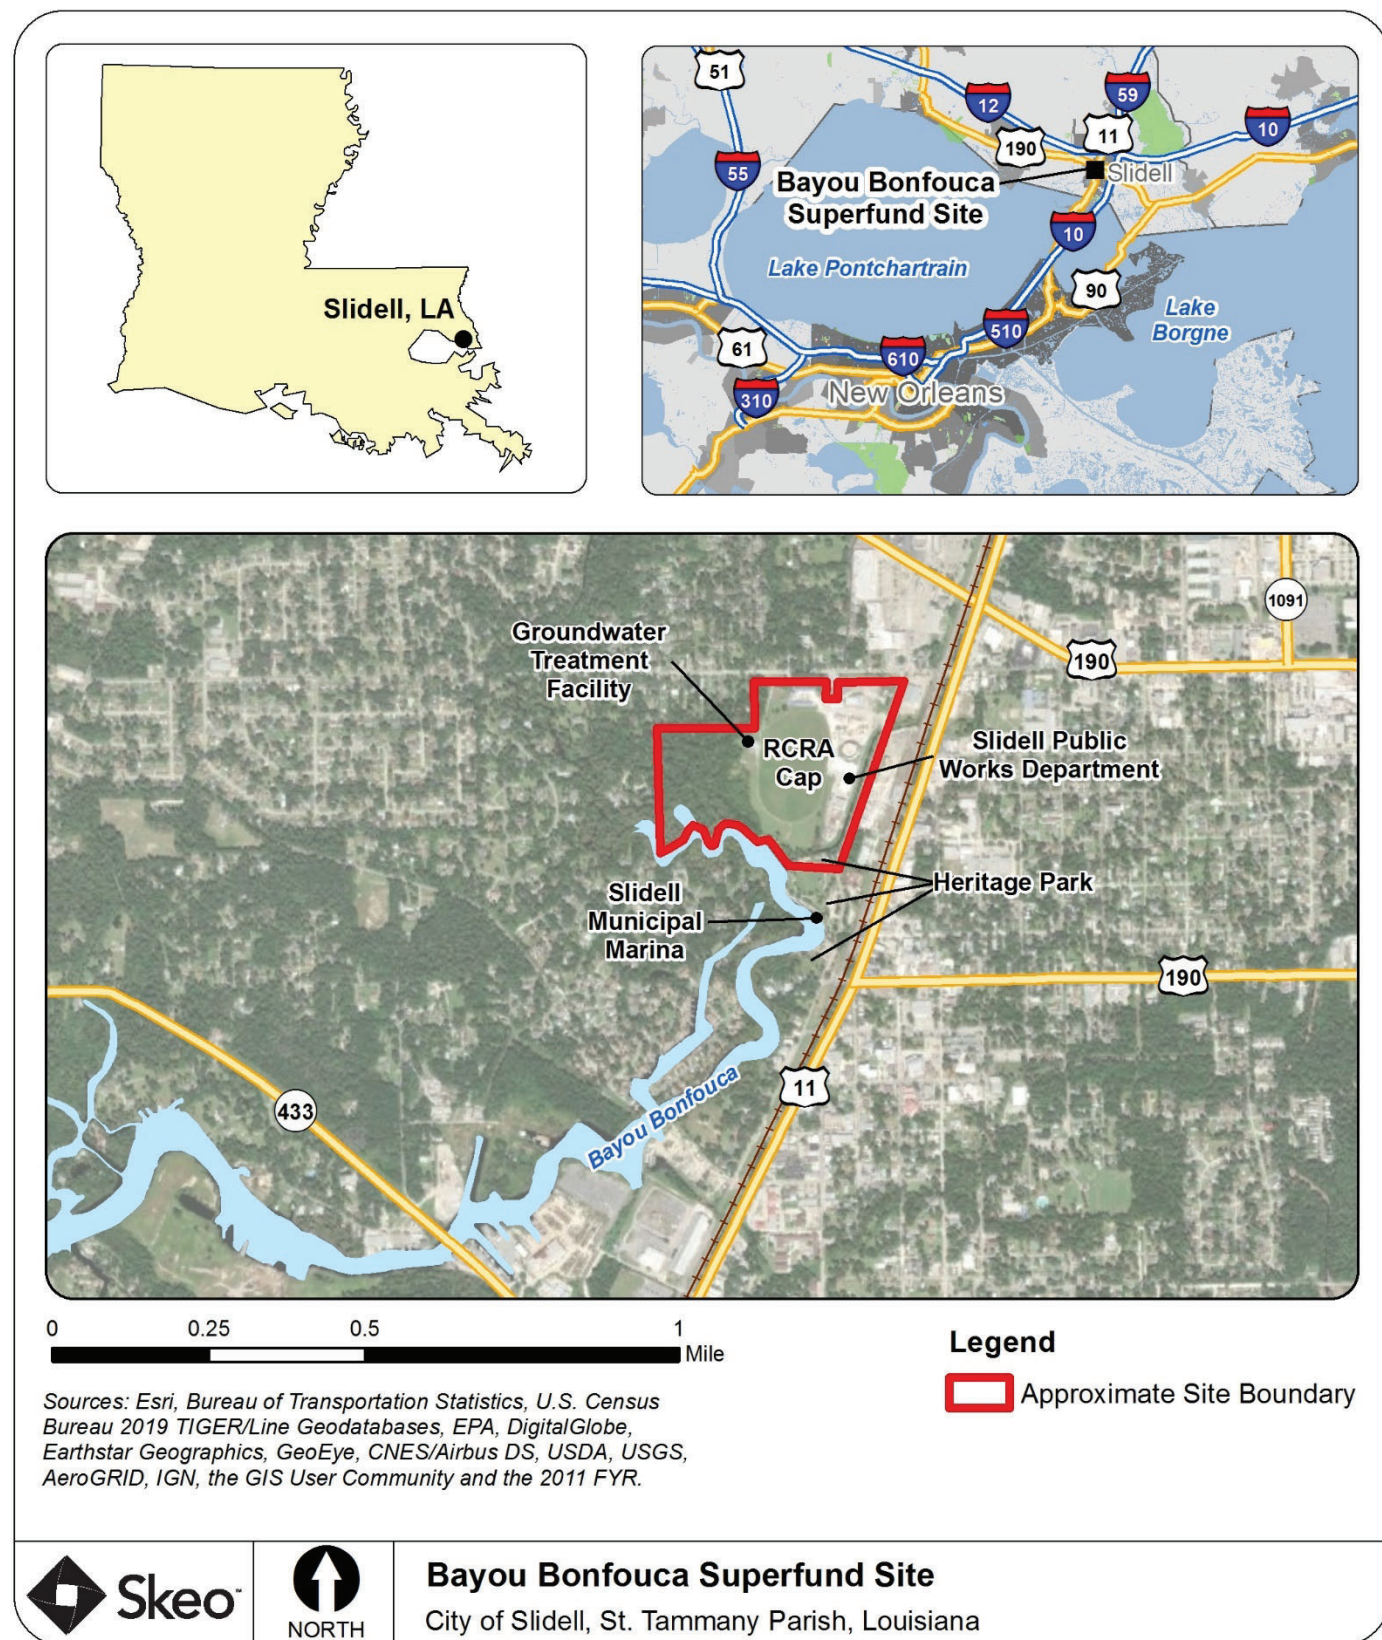 Slidell, LA
51
12
59
11
10
190
55
Bayou Bonfouca
Superfund Site
Slidell
10
Lake Pontchartrain
90
Lake
Borgne
510
61
610
310
New Orleans
1091
Groundwater
Treatment
Facility
190
RCRA
Cap
Slidell Public
Works Department
Heritage Park
Slidell
Municipal
Marina
190
11
433
Bayou Bonfouca
0 0.25 0.5 1
Mile
Legend
Approximate Site Boundary
Sources: Esri, Bureau of Transportation Statistics, U.S. Census
Bureau 2019 TIGER/Line Geodatabases, EPA, DigitalGlobe,
Earthstar Geographics, GeoEye, CNES/Airbus DS, USDA, USGS,
AeroGRID, IGN, the GIS User Community and the 2011 FYR.
Skeo™
NORTH
Bayou Bonfouca Superfund Site
City of Slidell, St. Tammany Parish, Louisiana